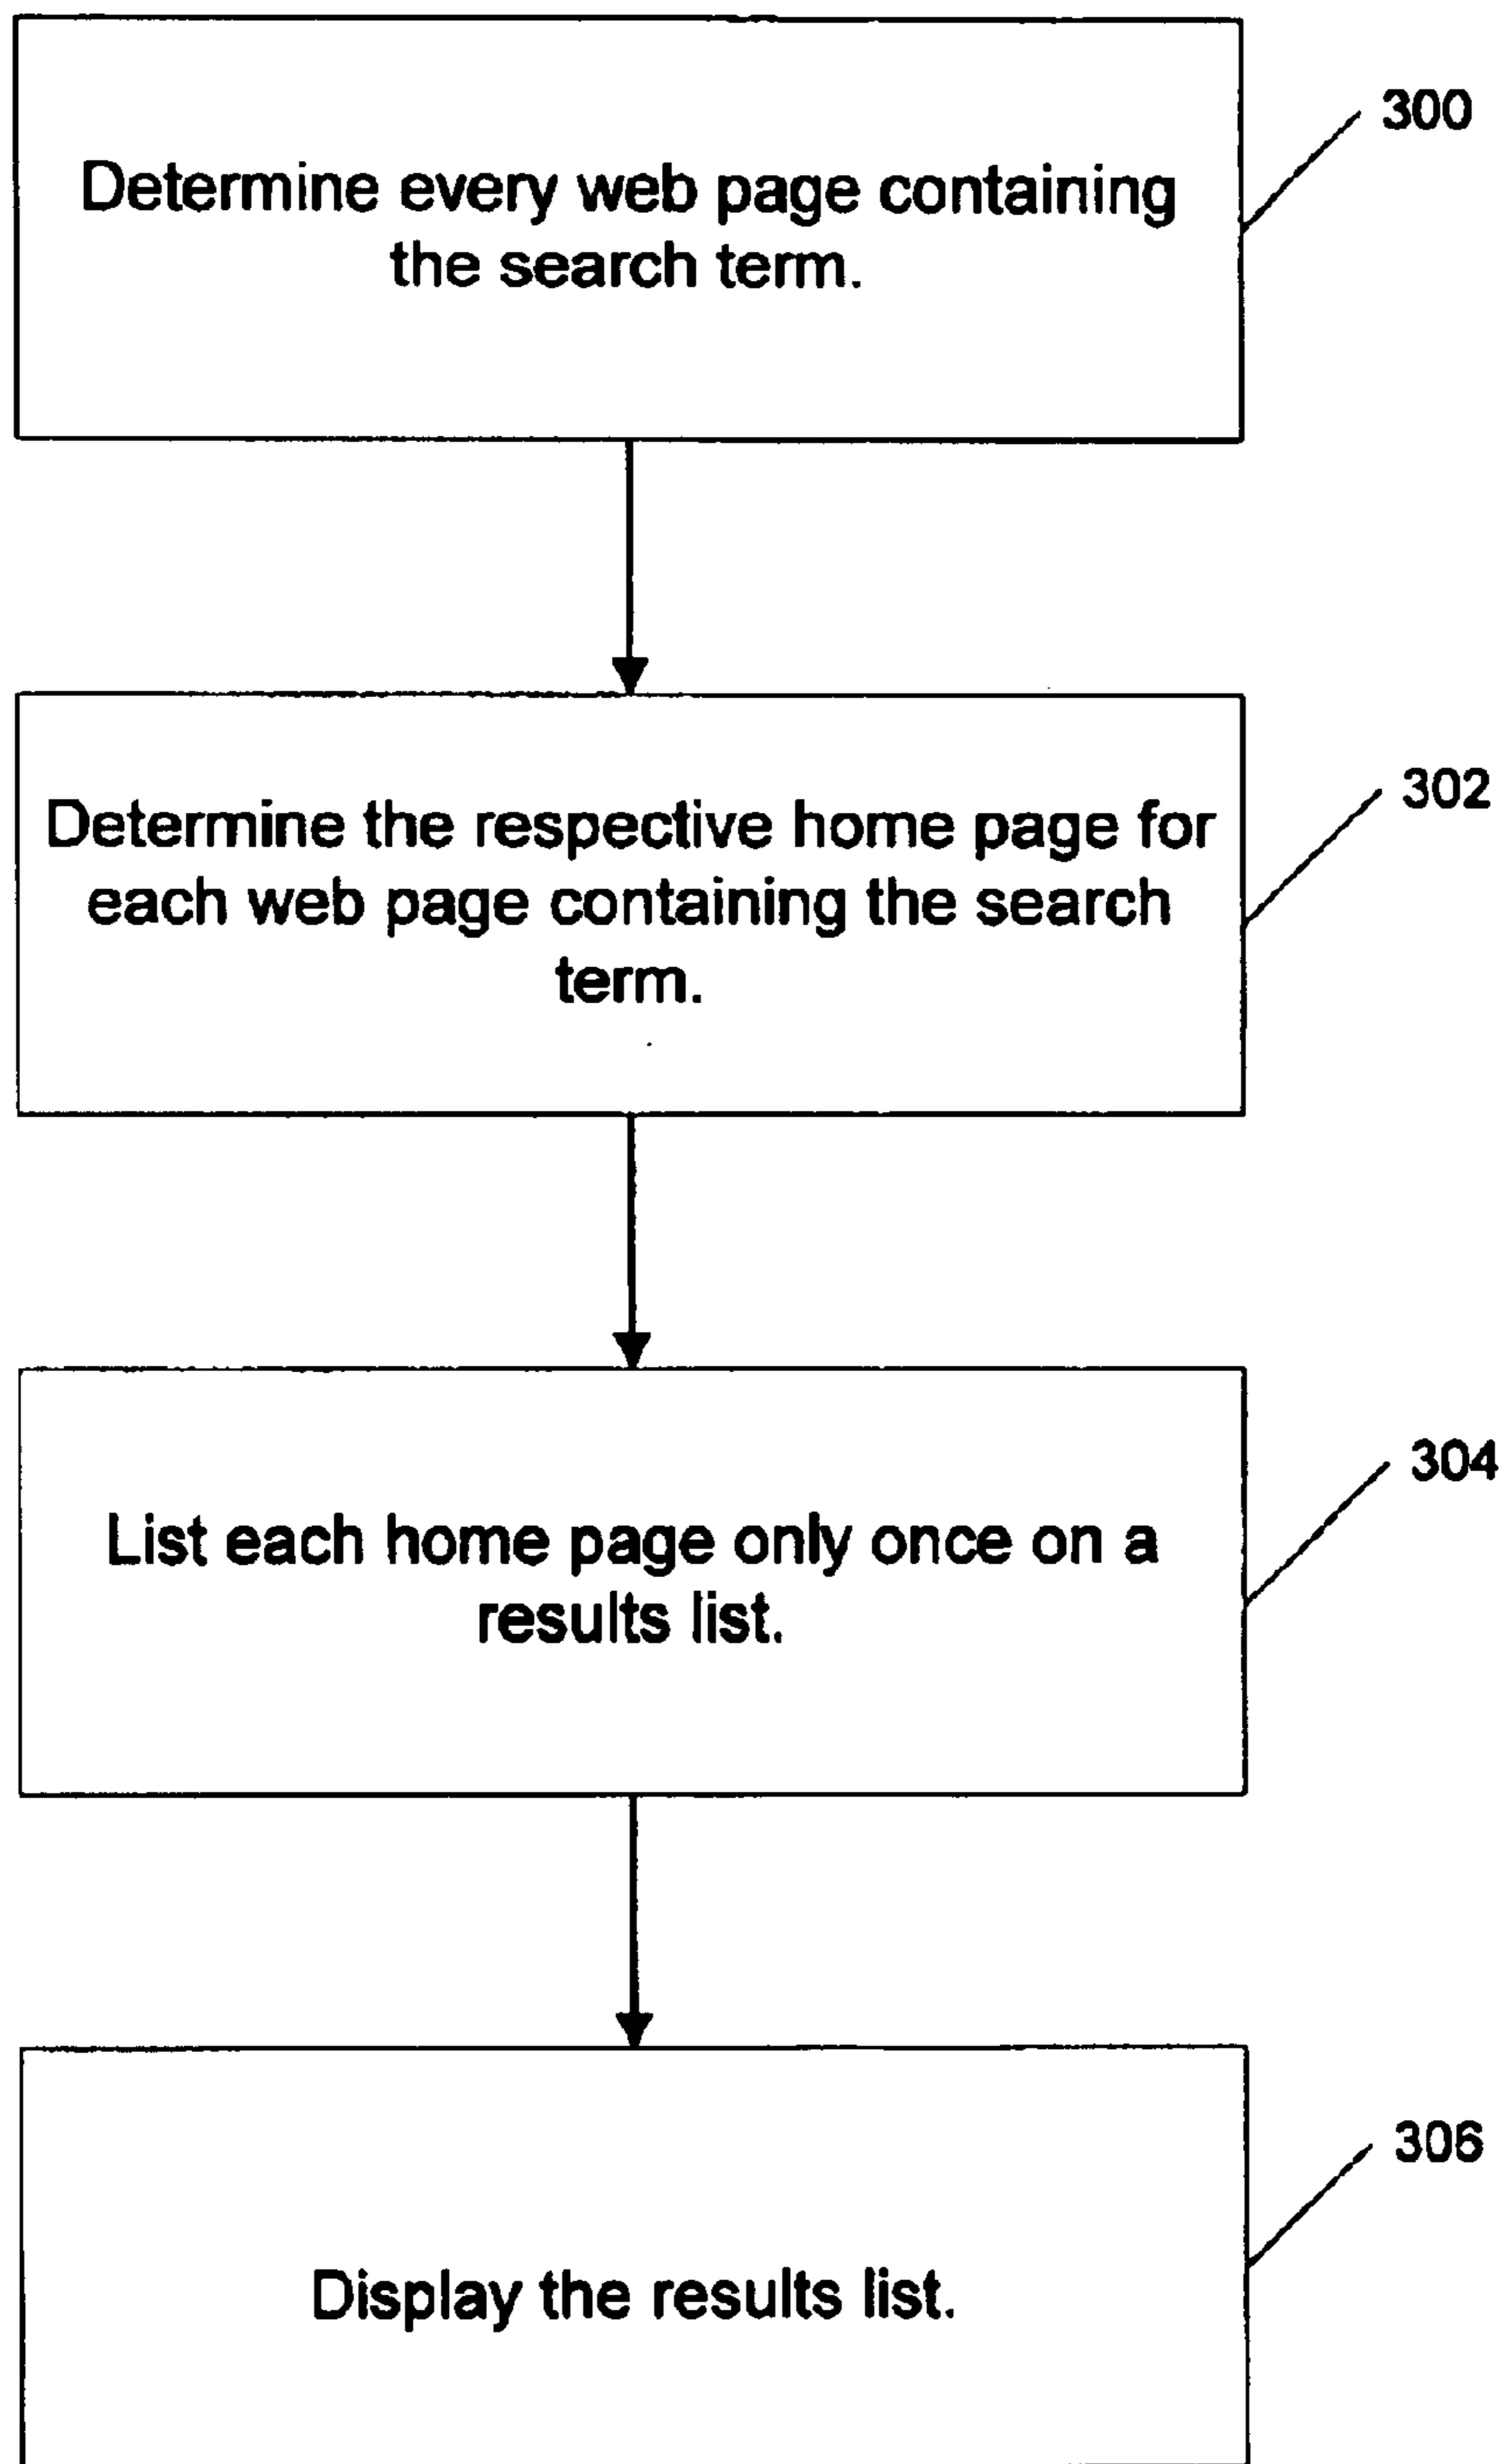 300
Determine every web page containing
the search term.
302
Determine the respective home page for
each web page containing the search
term.
304
List each home page only once on a
results list.
306
Display the results list.